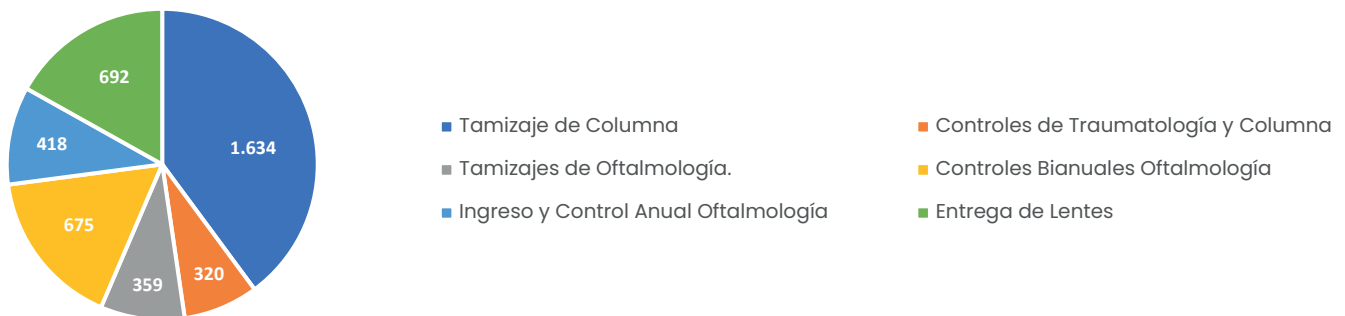 692
418
1.634
675
359
320
Tamizaje de Columna
Controles de Traumatología y Columna
Tamizajes de Oftalmología.
Controles Bianuales Oftalmología
Ingreso y Control Anual Oftalmología
Entrega de Lentes